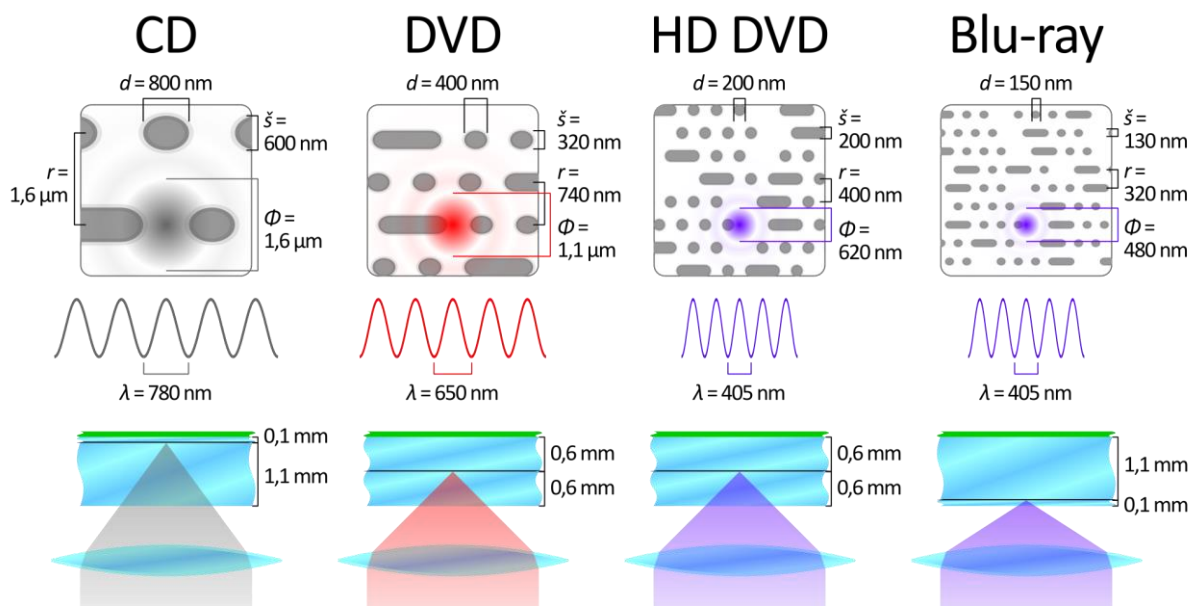 CD
d = 800 nm
š =
600 nm
r =
1,6 μm
Φ =
1,6 μm
λ = 780 nm
0,1 mm
1,1 mm
DVD
d = 400 nm
š =
320 nm
r =
740 nm
Φ =
1,1 μm
λ = 650 nm
0,6 mm
0,6 mm
HD DVD
d = 200 nm
š =
200 nm
r =
400 nm
Φ =
620 nm
λ = 405 nm
0,6 mm
0,6 mm
Blu-ray
d = 150 nm
š =
130 nm
r =
320 nm
Φ =
480 nm
λ = 405 nm
1,1 mm
0,1 mm